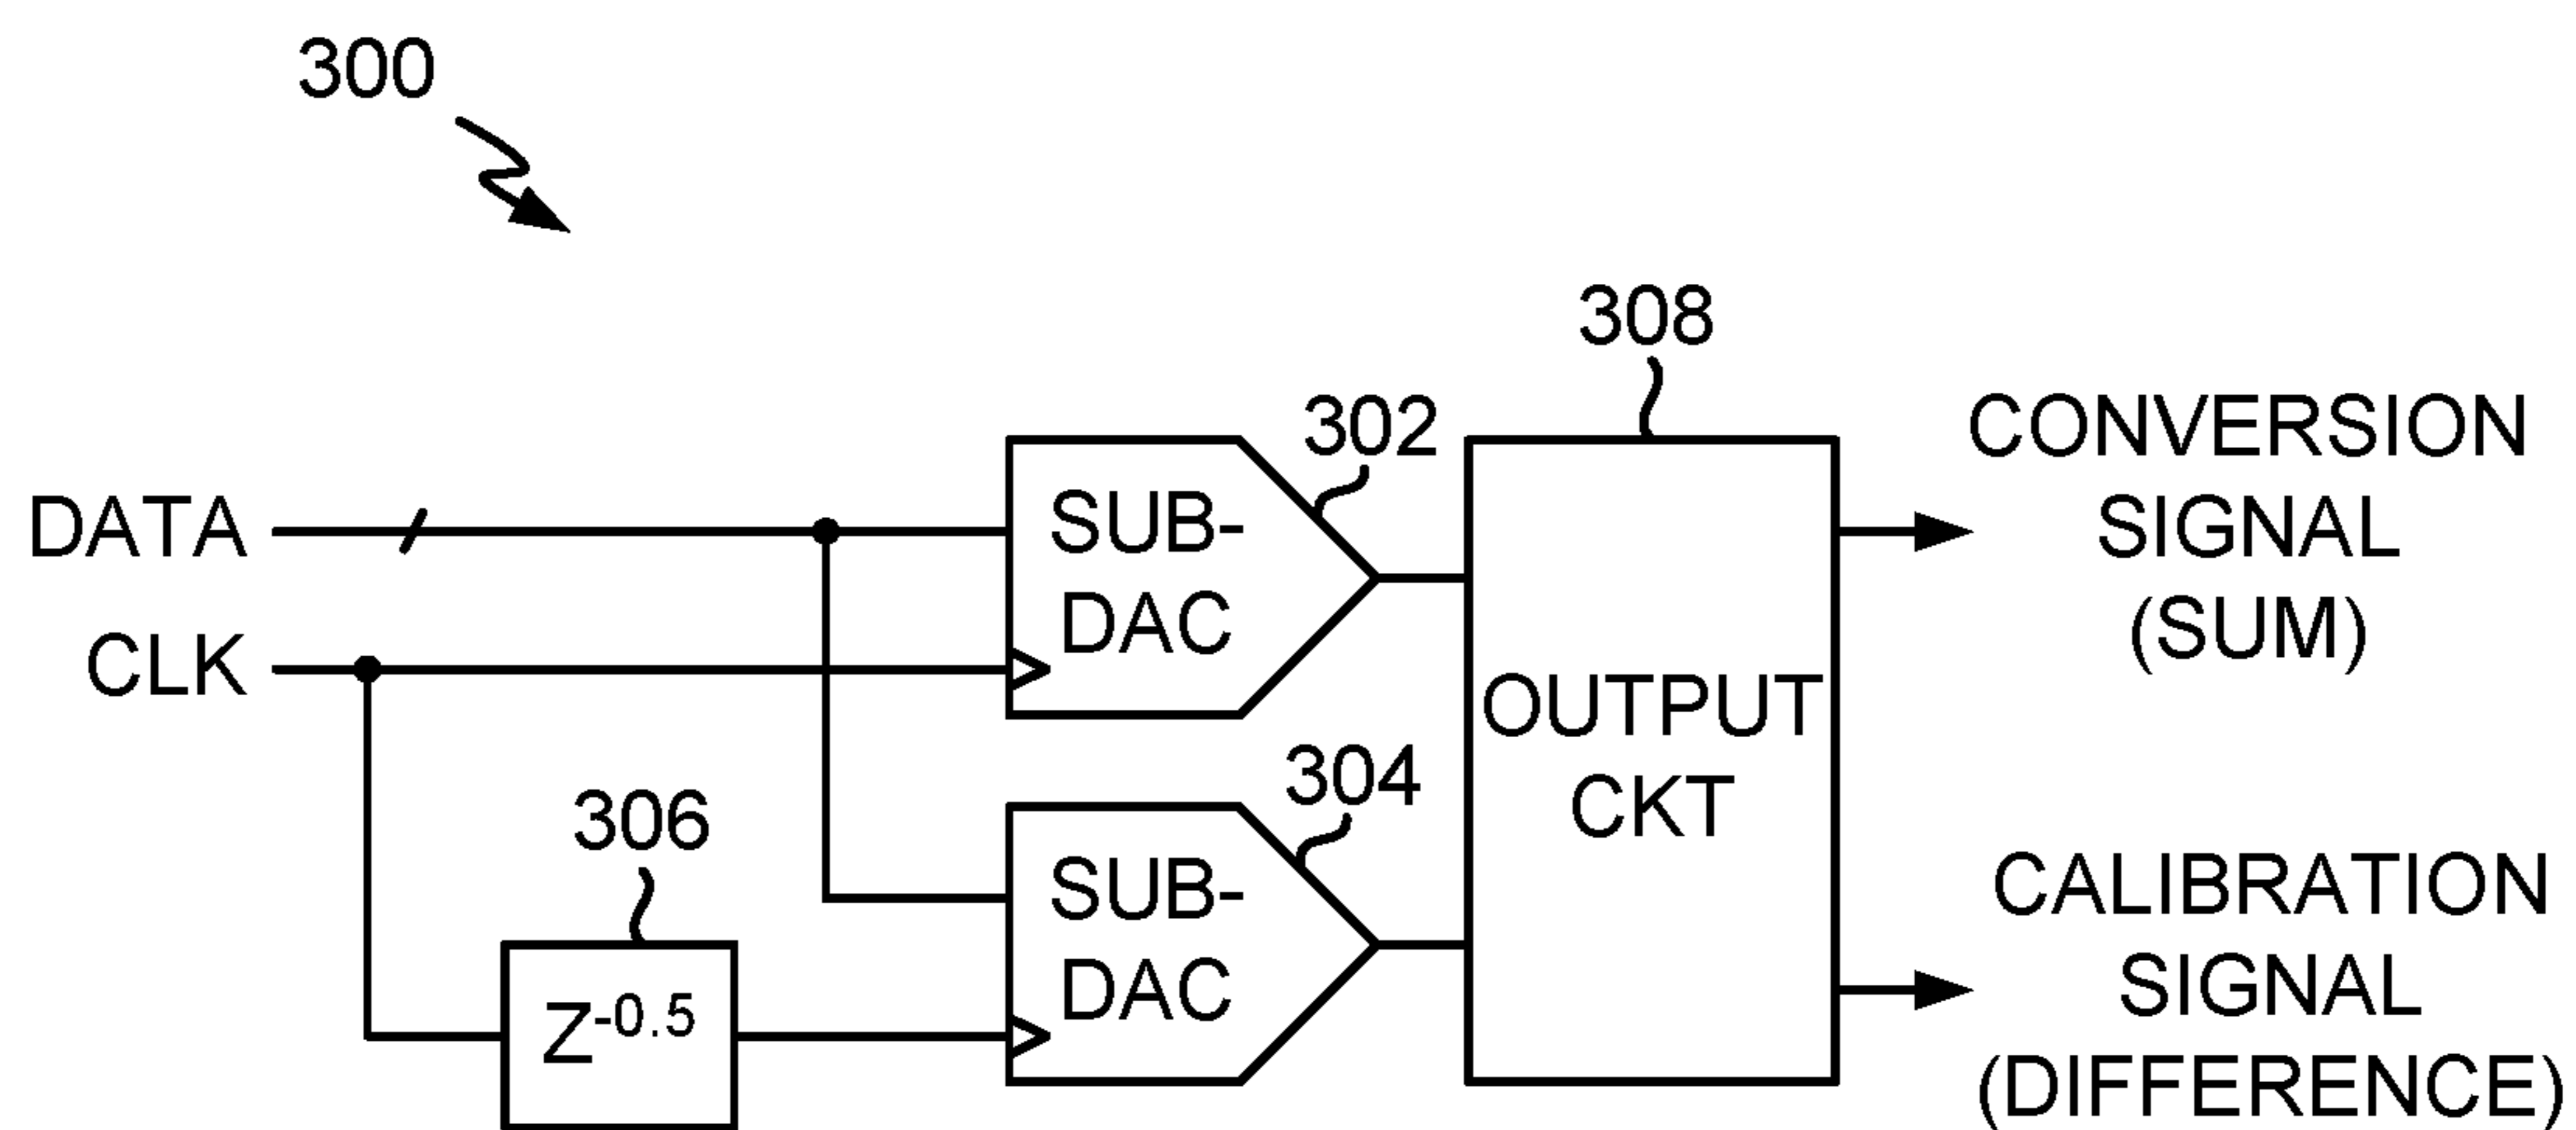 300
308
302
CONVERSION
SIGNAL
(SUM)
DATA
CLK
SUB-
DAC
OUTPUT
CKT
304
306
SUB-
DAC
Z-0.5
CALIBRATION
SIGNAL
(DIFFERENCE)